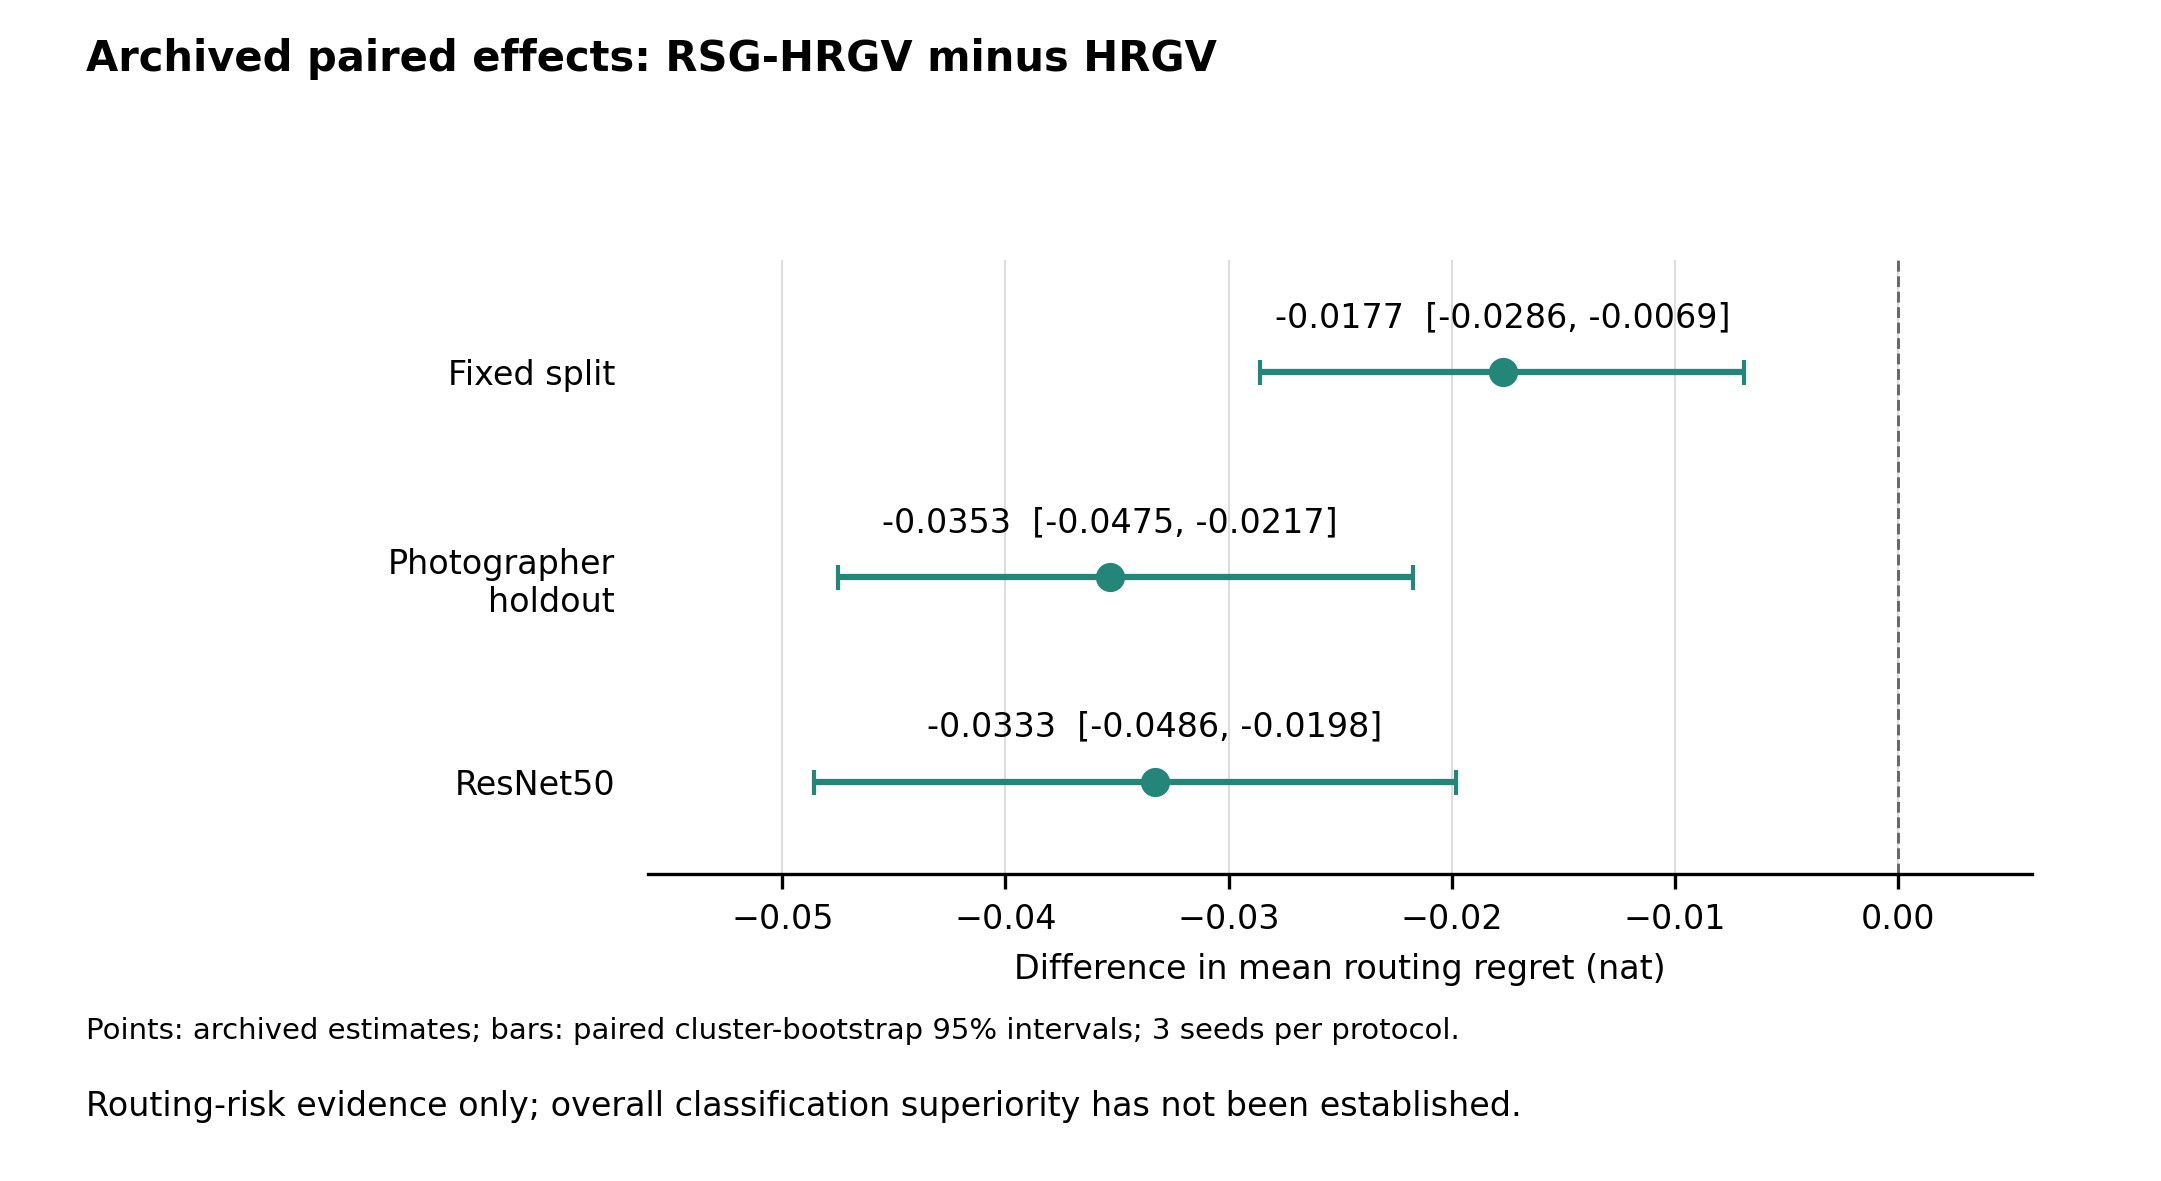 Archived paired effects: RSG-HRGV minus HRGV
-0.0177  [-0.0286, -0.0069]
Fixed split
-0.0353  [-0.0475, -0.0217]
Photographer
holdout
-0.0333  [-0.0486, -0.0198]
ResNet50
−0.05 −0.04 −0.03 −0.02 −0.01 0.00
Difference in mean routing regret (nat)
Points: archived estimates; bars: paired cluster-bootstrap 95% intervals; 3 seeds per protocol.
Routing-risk evidence only; overall classification superiority has not been established.